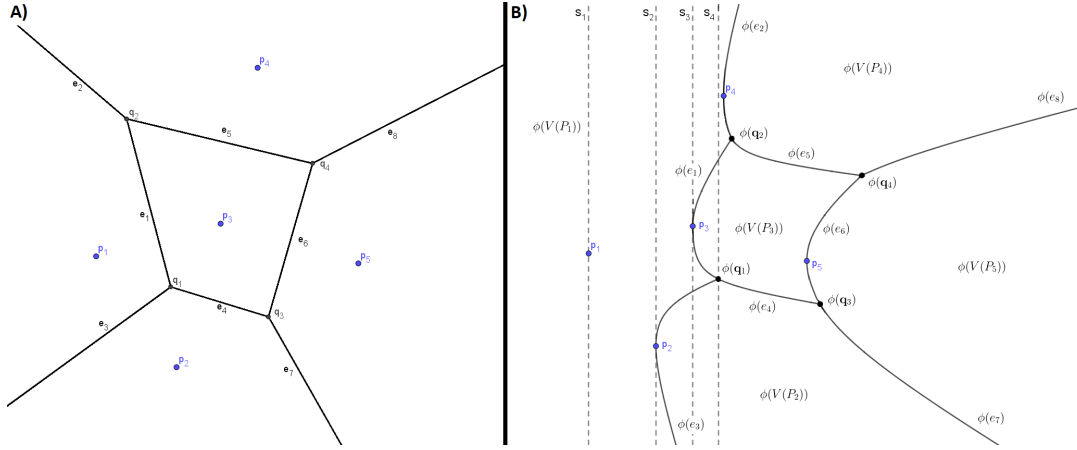 A)
p₄
e₂
q₂
e₅
e₈
q₄
e₁
p₃
e₆
p₁
p₅
q₁
e₄
q₃
e₃
p₂
e₇
B)
s₁ s₂ s₃ s₄
ϕ(e₂)
ϕ(V(P₄))
p₄
ϕ(e₈)
ϕ(V(P₁))
ϕ(q₂)
ϕ(e₅)
ϕ(e₁)
ϕ(q₄)
p₃
ϕ(V(P₃))
ϕ(e₆)
p₁
p₅
ϕ(V(P₅))
ϕ(q₁)
ϕ(e₄)
ϕ(q₃)
p₂
ϕ(V(P₂))
ϕ(e₃)
ϕ(e₇)